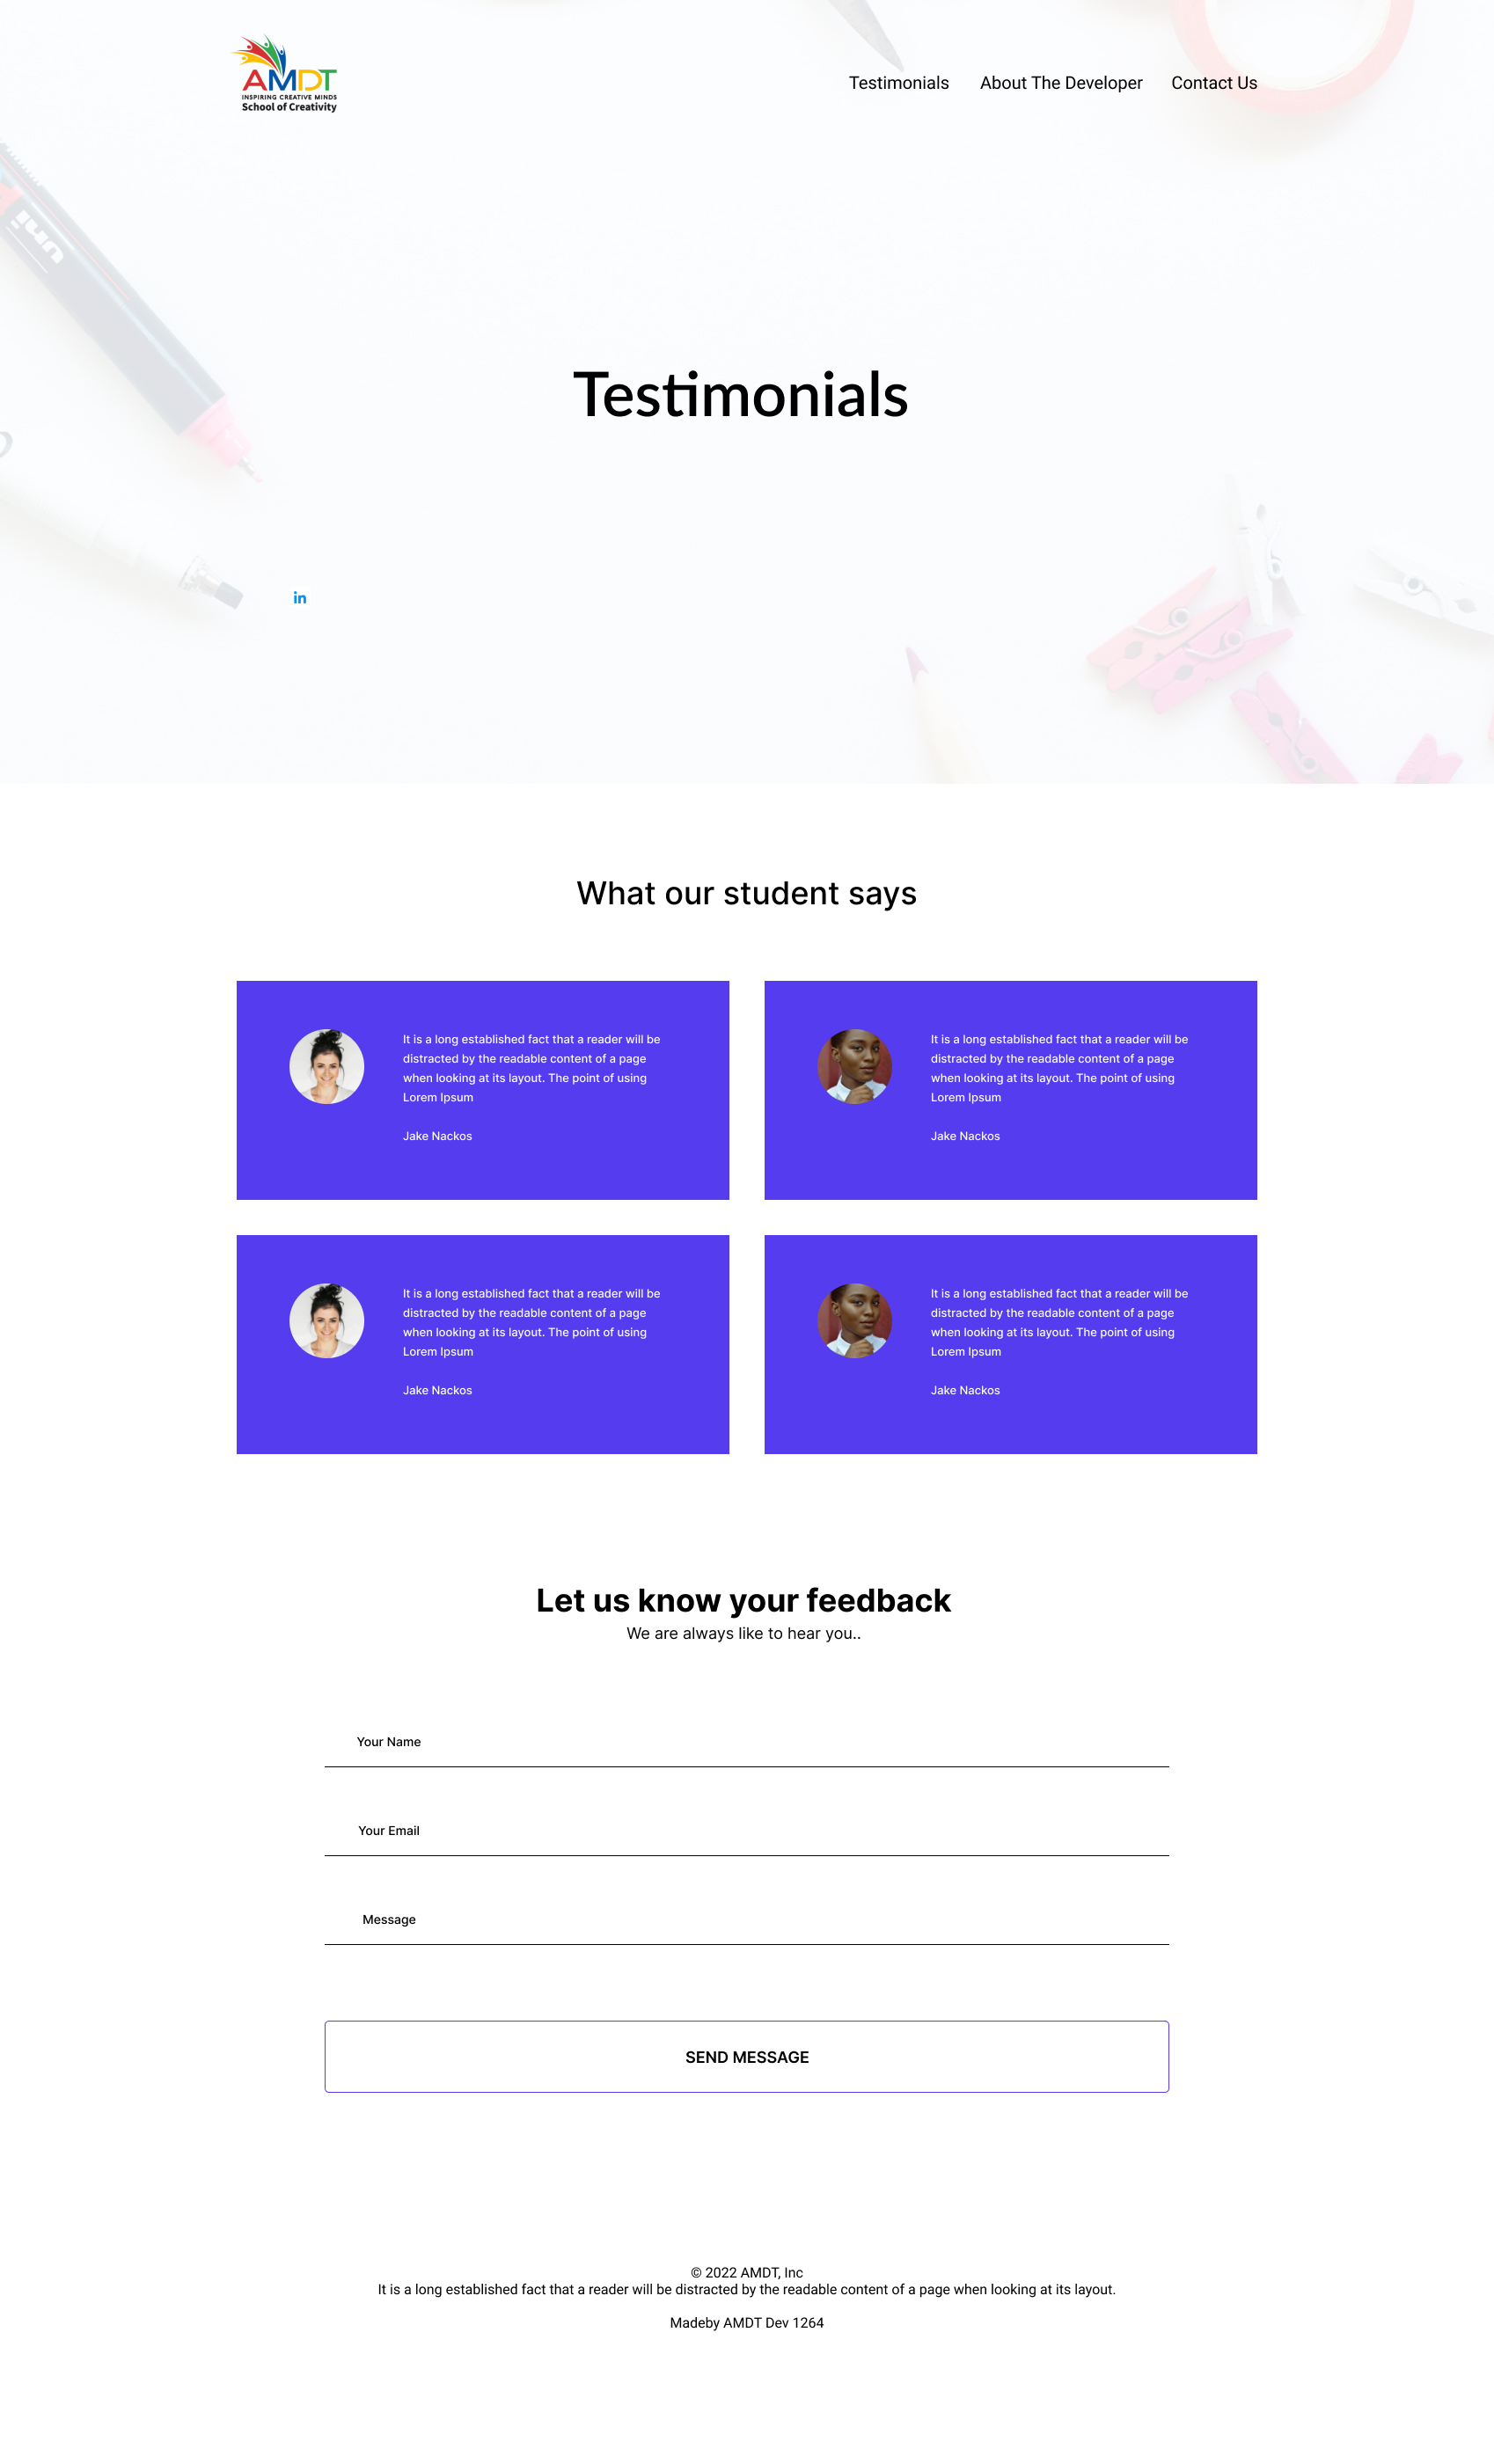 AMDT
INSPIRING CREATIVE MINDS
School of Creativity
Testimonials About The Developer Contact Us
uni
Testimonials
in
What our student says
It is a long established fact that a reader will be
distracted by the readable content of a page
when looking at its layout. The point of using
Lorem Ipsum
Jake Nackos
It is a long established fact that a reader will be
distracted by the readable content of a page
when looking at its layout. The point of using
Lorem Ipsum
Jake Nackos
It is a long established fact that a reader will be
distracted by the readable content of a page
when looking at its layout. The point of using
Lorem Ipsum
Jake Nackos
It is a long established fact that a reader will be
distracted by the readable content of a page
when looking at its layout. The point of using
Lorem Ipsum
Jake Nackos
Let us know your feedback
We are always like to hear you..
Your Name
Your Email
Message
SEND MESSAGE
© 2022 AMDT, Inc
It is a long established fact that a reader will be distracted by the readable content of a page when looking at its layout.
Madeby AMDT Dev 1264